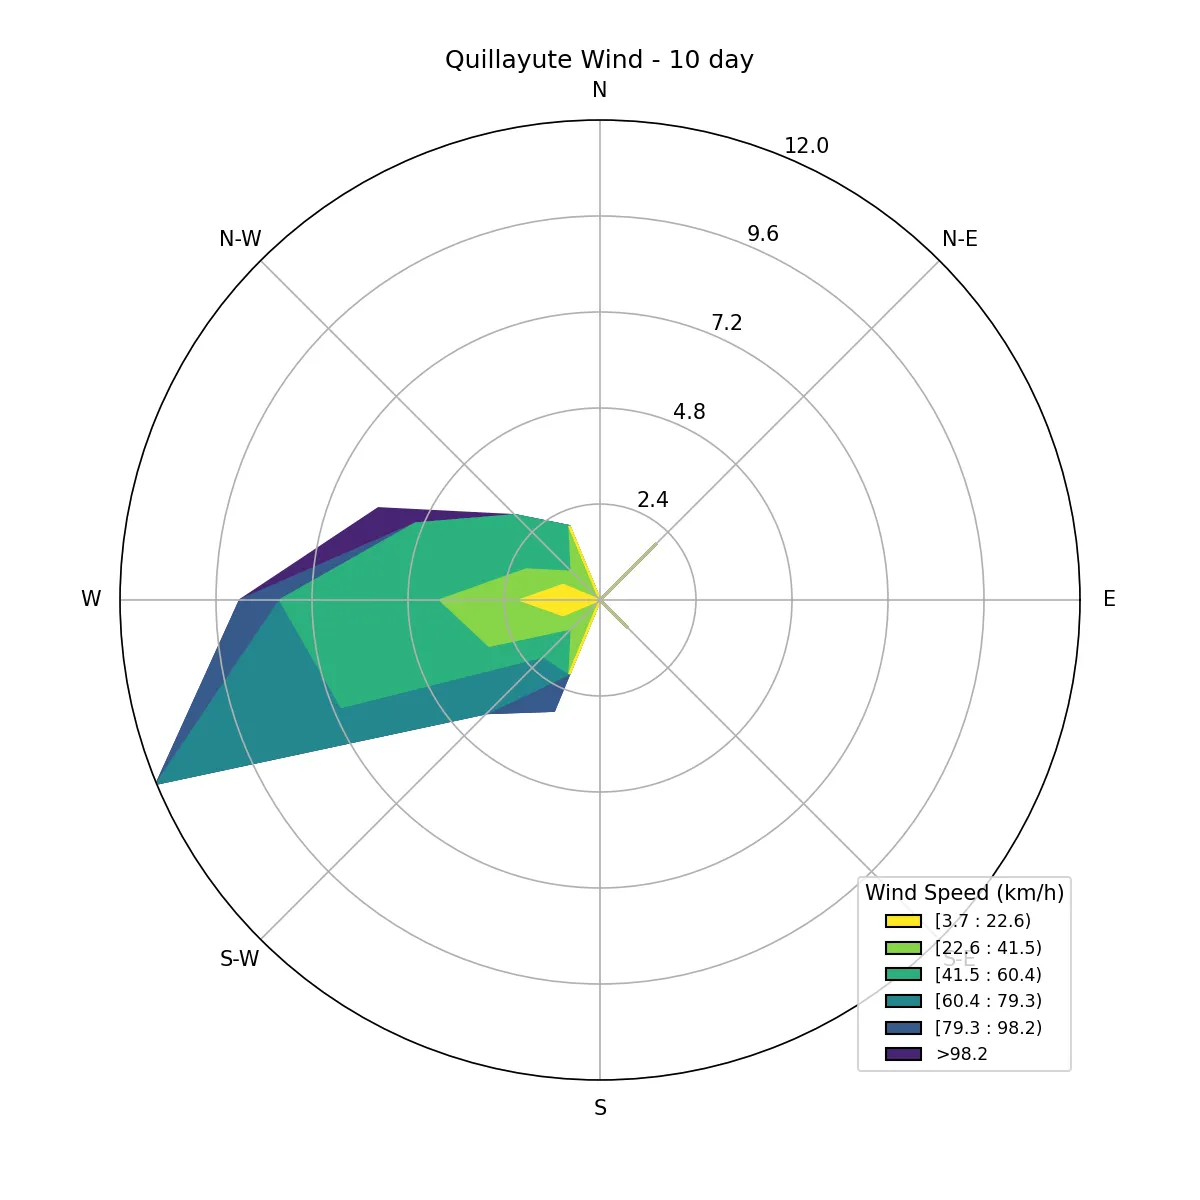 Quillayute Wind - 10 day
N
12.0
N-W
9.6
N-E
7.2
4.8
2.4
W
E
S-W
S-E
S
Wind Speed (km/h)
[3.7 : 22.6)
[22.6 : 41.5)
[41.5 : 60.4)
[60.4 : 79.3)
[79.3 : 98.2)
>98.2